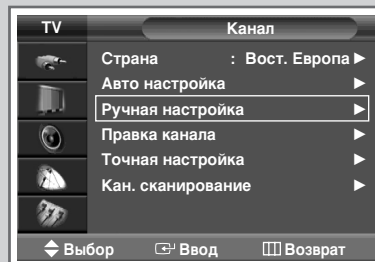 TV Канал
Страна : Вост. Европа ►
Авто настройка ►
Ручная настройка ►
Правка канала ►
Точная настройка ►
Кан. сканирование ►
Выбор Ввод Возврат